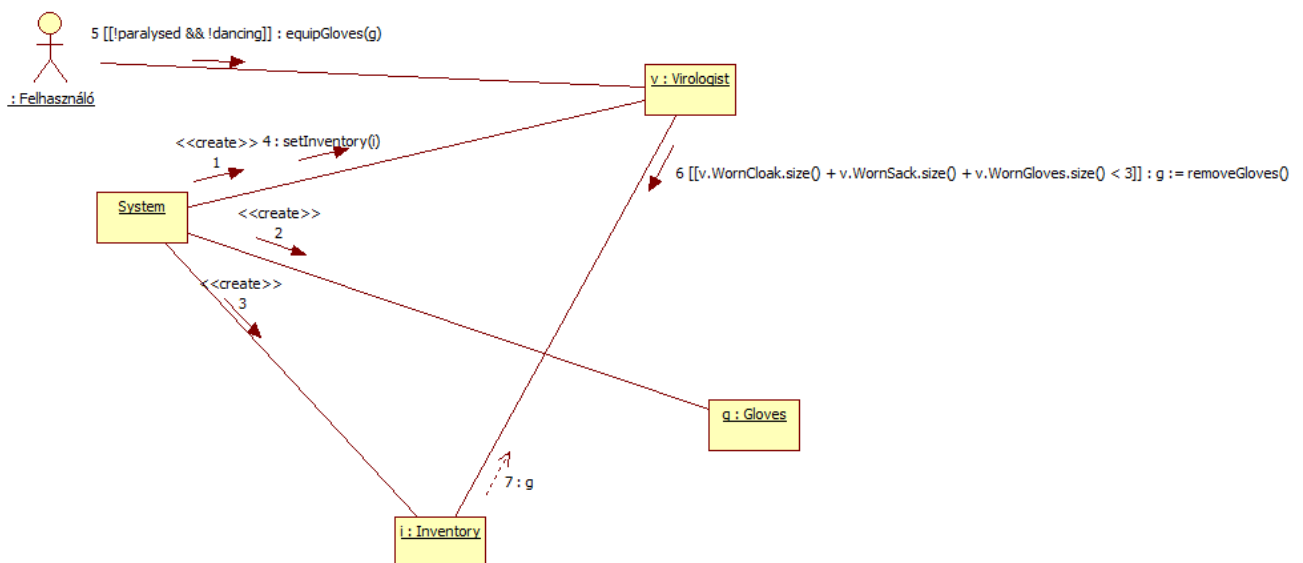 5 [[!paralysed && !dancing]] : equipGloves(g)
: Felhasználó
v : Virologist
<<create>>
1
4 : setInventory(i)
6 [[v.WornCloak.size() + v.WornSack.size() + v.WornGloves.size() < 3]] : g := removeGloves()
System
<<create>>
2
<<create>>
3
g : Gloves
7 : g
i : Inventory